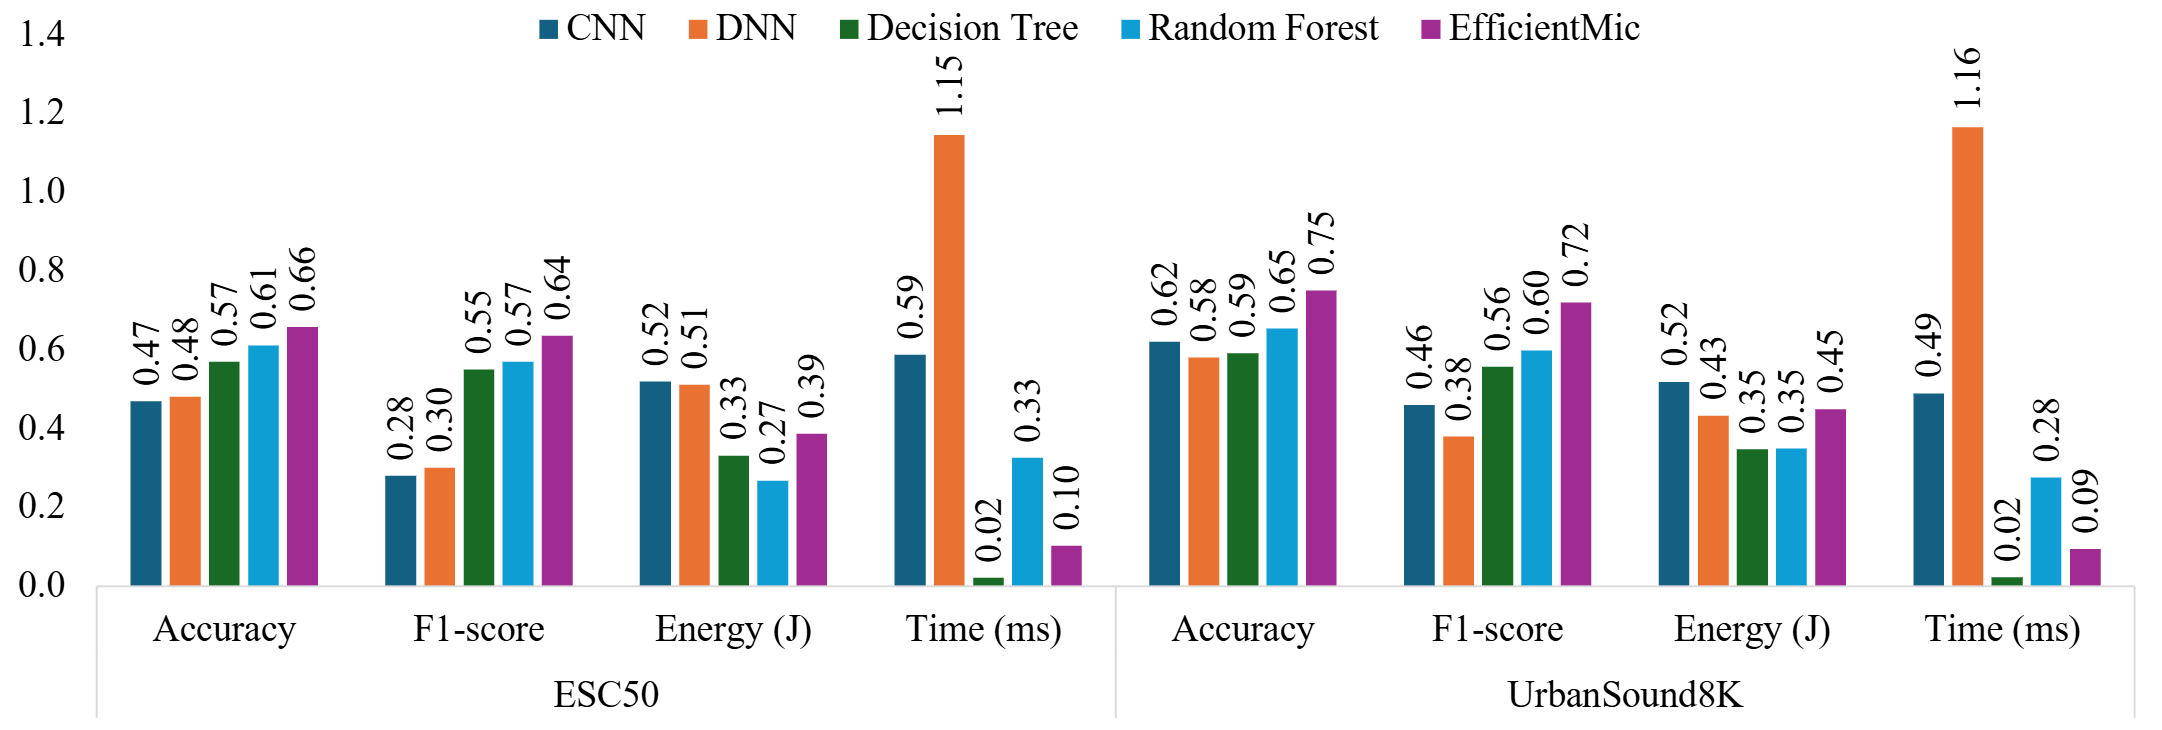 CNN DNN Decision Tree Random Forest EfficientMic
1.4
1.2
1.0
0.8
0.6
0.4
0.2
0.0
0.47 0.48 0.57 0.61 0.66
0.28 0.30 0.55 0.57 0.64
0.52 0.51 0.33 0.27 0.39
0.59 1.15 0.02 0.33 0.10
0.62 0.58 0.59 0.65 0.75
0.46 0.38 0.56 0.60 0.72
0.52 0.43 0.35 0.35 0.45
0.49 1.16 0.02 0.28 0.09
Accuracy F1-score Energy (J) Time (ms) Accuracy F1-score Energy (J) Time (ms)
ESC50 UrbanSound8K